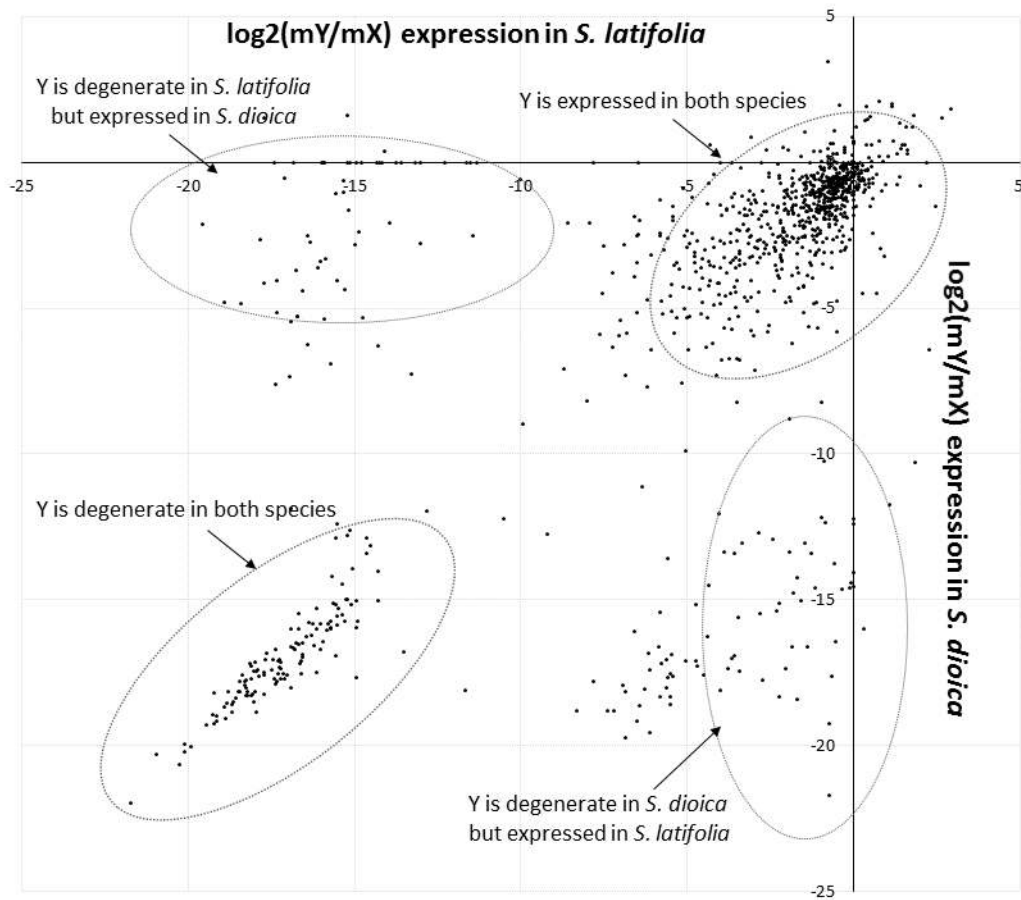 log2(mY/mX) expression in S. latifolia
5
Y is degenerate in S. latifolia
but expressed in S. dioica
Y is expressed in both species
-25
-20
-15
-10
-5
5
-5
log2(mY/mX) expression in S. dioica
-10
Y is degenerate in both species
-15
-20
Y is degenerate in S. dioica
but expressed in S. latifolia
-25